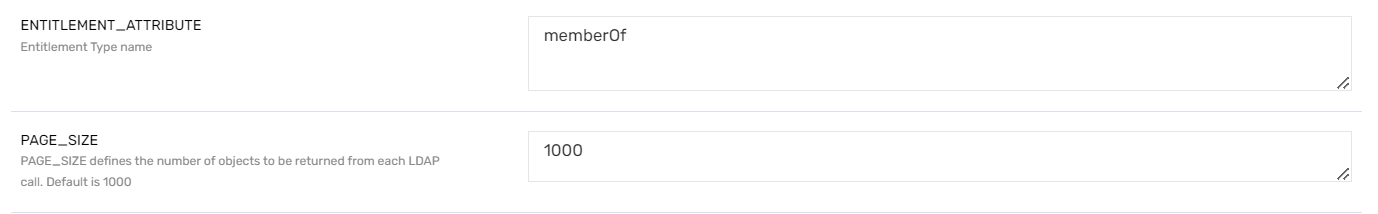 ENTITLEMENT_ATTRIBUTE
Entitlement Type name
memberOf
PAGE_SIZE
PAGE_SIZE defines the number of objects to be returned from each LDAP
call. Default is 1000
1000